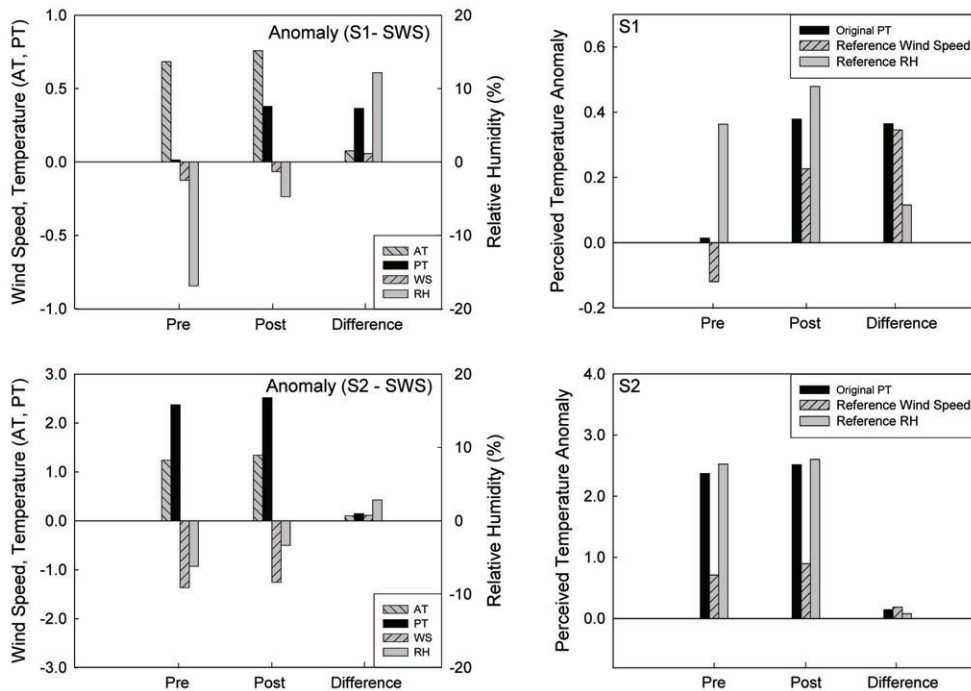 Anomaly (S1- SWS)
Wind Speed, Temperature (AT, PT)
1.0
0.5
0.0
-0.5
-1.0
Relative Humidity (%)
20
10
0
-10
-20
AT
PT
WS
RH
Pre Post Difference
S1
Perceived Temperature Anomaly
0.6
0.4
0.2
0.0
-0.2
Original PT
Reference Wind Speed
Reference RH
Pre Post Difference
Anomaly (S2 - SWS)
Wind Speed, Temperature (AT, PT)
3.0
2.0
1.0
0.0
-1.0
-2.0
-3.0
Relative Humidity (%)
20
10
0
-10
-20
AT
PT
WS
RH
Pre Post Difference
S2
Perceived Temperature Anomaly
4.0
3.0
2.0
1.0
0.0
Original PT
Reference Wind Speed
Reference RH
Pre Post Difference